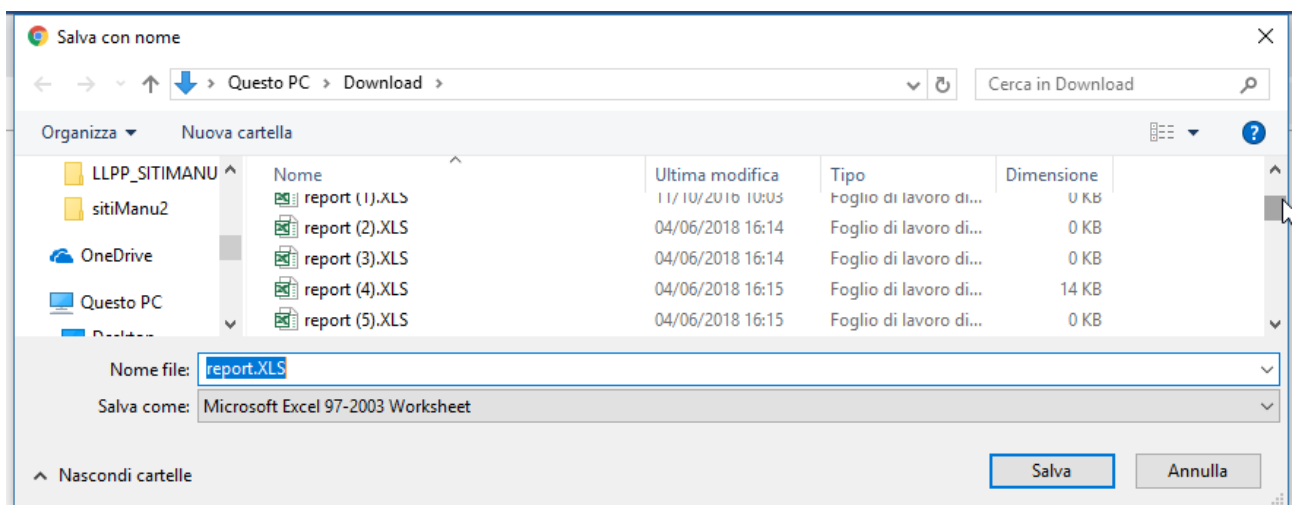 Salva con nome
Questo PC > Download >
Cerca in Download
Organizza
Nuova cartella
LLPP_SITIMANU
sitiManu2
OneDrive
Questo PC
Desktop
Nome Ultima modifica Tipo Dimensione
report (1).XLS 11/10/2016 10:03 Foglio di lavoro di... 0 KB
report (2).XLS 04/06/2018 16:14 Foglio di lavoro di... 0 KB
report (3).XLS 04/06/2018 16:14 Foglio di lavoro di... 0 KB
report (4).XLS 04/06/2018 16:15 Foglio di lavoro di... 14 KB
report (5).XLS 04/06/2018 16:15 Foglio di lavoro di... 0 KB
Nome file: report.XLS
Salva come: Microsoft Excel 97-2003 Worksheet
Nascondi cartelle
Salva
Annulla